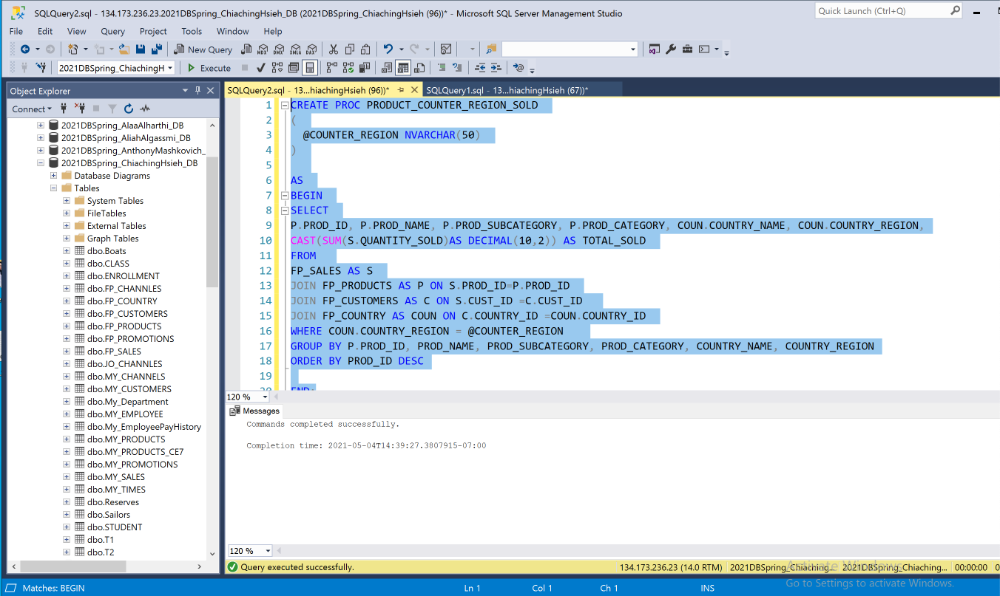 SQLQuery2.sql - 134.173.236.23.2021DBSpring_ChiachingHsieh_DB (2021DBSpring_ChiachingHsieh (96))* - Microsoft SQL Server Management Studio
Quick Launch (Ctrl+Q)
File Edit View Query Project Tools Window Help
New Query MDX DMX XMLA DAX
2021DBSpring_ChiachingH Execute
Object Explorer
Connect
2021DBSpring_AlaaAlharthi_DB
2021DBSpring_AliahAlgassmi_DB
2021DBSpring_AnthonyMashkovich_
2021DBSpring_ChiachingHsieh_DB
Database Diagrams
Tables
System Tables
FileTables
External Tables
Graph Tables
dbo.Boats
dbo.CLASS
dbo.ENROLLMENT
dbo.FP_CHANNLES
dbo.FP_COUNTRY
dbo.FP_CUSTOMERS
dbo.FP_PRODUCTS
dbo.FP_PROMOTIONS
dbo.FP_SALES
dbo.JO_CHANNLES
dbo.MY_CHANNELS
dbo.MY_CUSTOMERS
dbo.My_Department
dbo.MY_EMPLOYEE
dbo.My_EmployeePayHistory
dbo.MY_PRODUCTS
dbo.MY_PRODUCTS_CE7
dbo.MY_PROMOTIONS
dbo.MY_SALES
dbo.MY_TIMES
dbo.Reserves
dbo.Sailors
dbo.STUDENT
dbo.T1
dbo.T2
SQLQuery2.sql - 13...hiachingHsieh (96))* SQLQuery1.sql - 13...hiachingHsieh (67))*
1 CREATE PROC PRODUCT_COUNTER_REGION_SOLD
2 (
3 @COUNTER_REGION NVARCHAR(50)
4 )
5
6 AS
7 BEGIN
8 SELECT
9 P.PROD_ID, P.PROD_NAME, P.PROD_SUBCATEGORY, P.PROD_CATEGORY, COUN.COUNTRY_NAME, COUN.COUNTRY_REGION,
10 CAST(SUM(S.QUANTITY_SOLD)AS DECIMAL(10,2)) AS TOTAL_SOLD
11 FROM
12 FP_SALES AS S
13 JOIN FP_PRODUCTS AS P ON S.PROD_ID=P.PROD_ID
14 JOIN FP_CUSTOMERS AS C ON S.CUST_ID =C.CUST_ID
15 JOIN FP_COUNTRY AS COUN ON C.COUNTRY_ID =COUN.COUNTRY_ID
16 WHERE COUN.COUNTRY_REGION = @COUNTER_REGION
17 GROUP BY P.PROD_ID, PROD_NAME, PROD_SUBCATEGORY, PROD_CATEGORY, COUNTRY_NAME, COUNTRY_REGION
18 ORDER BY PROD_ID DESC
19
20 END;
120 %
Messages
Commands completed successfully.
Completion time: 2021-05-04T14:39:27.3807915-07:00
120 %
Query executed successfully. 134.173.236.23 (14.0 RTM) 2021DBSpring_Chiaching... 2021DBSpring_Chiaching... 00:00:00 0
Activate Windows
Go to Settings to activate Windows.
Matches: BEGIN Ln 1 Col 1 Ch 1 INS